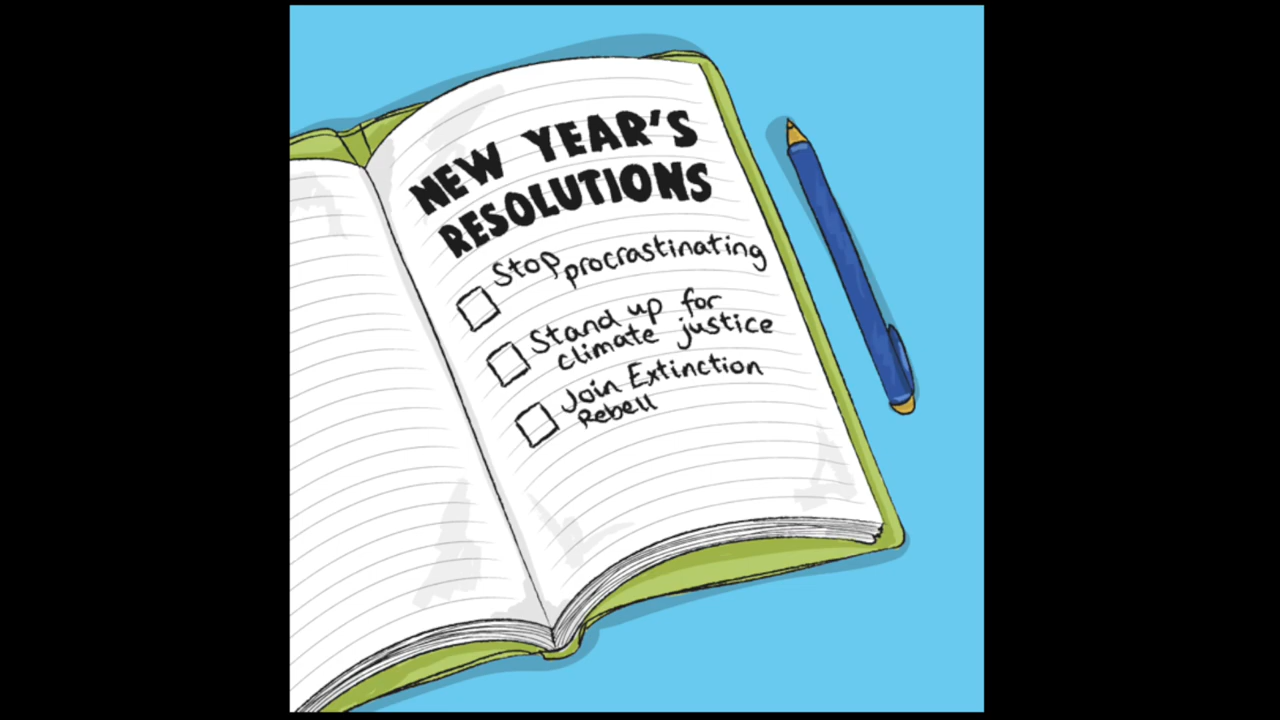 NEW YEAR'S
RESOLUTIONS
Stop procrastinating
Stand up for
climate justice
Join Extinction
Rebell